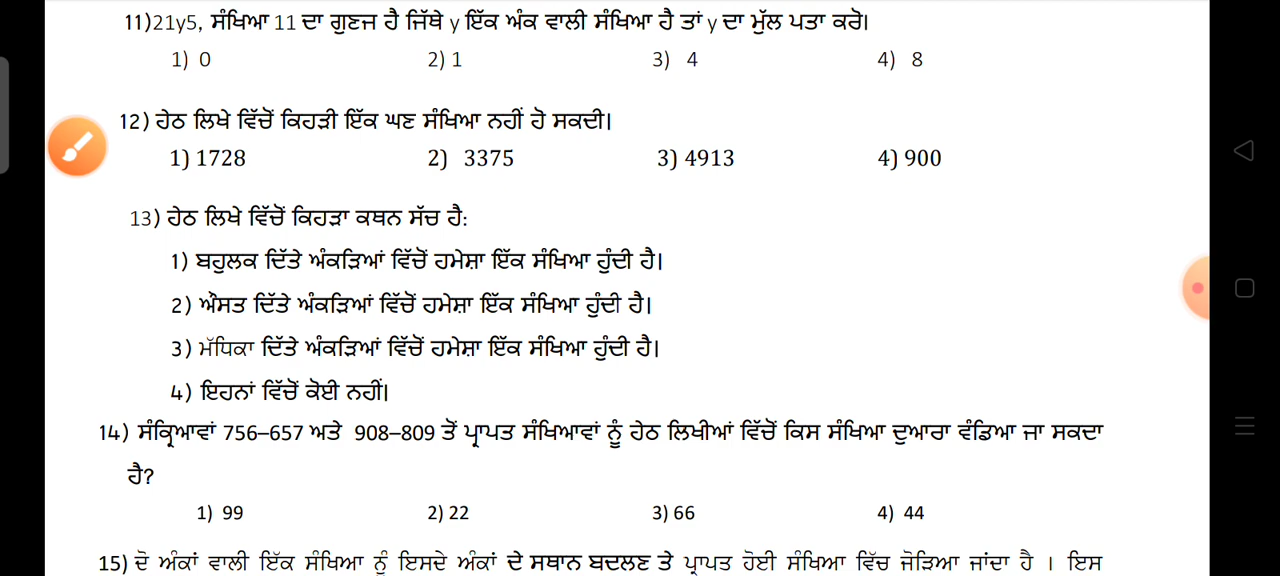 11)21y5, ਸੰਖਿਆ 11 ਦਾ ਗੁਣਜ ਹੈ ਜਿੱਥੇ y ਇੱਕ ਅੰਕ ਵਾਲੀ ਸੰਖਿਆ ਹੈ ਤਾਂ y ਦਾ ਮੁੱਲ ਪਤਾ ਕਰੋ।
1) 0 2) 1 3) 4 4) 8
12) ਹੇਠ ਲਿਖੇ ਵਿੱਚੋਂ ਕਿਹੜੀ ਇੱਕ ਘਣ ਸੰਖਿਆ ਨਹੀਂ ਹੋ ਸਕਦੀ।
1) 1728 2) 3375 3) 4913 4) 900
13) ਹੇਠ ਲਿਖੇ ਵਿੱਚੋਂ ਕਿਹੜਾ ਕਥਨ ਸੱਚ ਹੈ:
1) ਬਹੁਲਕ ਦਿੱਤੇ ਅੰਕੜਿਆਂ ਵਿੱਚੋਂ ਹਮੇਸ਼ਾ ਇੱਕ ਸੰਖਿਆ ਹੁੰਦੀ ਹੈ।
2) ਔਸਤ ਦਿੱਤੇ ਅੰਕੜਿਆਂ ਵਿੱਚੋਂ ਹਮੇਸ਼ਾ ਇੱਕ ਸੰਖਿਆ ਹੁੰਦੀ ਹੈ।
3) ਮੱਧਿਕਾ ਦਿੱਤੇ ਅੰਕੜਿਆਂ ਵਿੱਚੋਂ ਹਮੇਸ਼ਾ ਇੱਕ ਸੰਖਿਆ ਹੁੰਦੀ ਹੈ।
4) ਇਹਨਾਂ ਵਿੱਚੋਂ ਕੋਈ ਨਹੀਂ।
14) ਸੰਕ੍ਰਿਆਵਾਂ 756–657 ਅਤੇ 908–809 ਤੋਂ ਪ੍ਰਾਪਤ ਸੰਖਿਆਵਾਂ ਨੂੰ ਹੇਠ ਲਿਖੀਆਂ ਵਿੱਚੋਂ ਕਿਸ ਸੰਖਿਆ ਦੁਆਰਾ ਵੰਡਿਆ ਜਾ ਸਕਦਾ
ਹੈ?
1) 99 2) 22 3) 66 4) 44
15) ਦੋ ਅੰਕਾਂ ਵਾਲੀ ਇੱਕ ਸੰਖਿਆ ਨੂੰ ਇਸਦੇ ਅੰਕਾਂ ਦੇ ਸਥਾਨ ਬਦਲਣ ਤੇ ਪ੍ਰਾਪਤ ਹੋਈ ਸੰਖਿਆ ਵਿੱਚ ਜੋੜਿਆ ਜਾਂਦਾ ਹੈ । ਇਸ